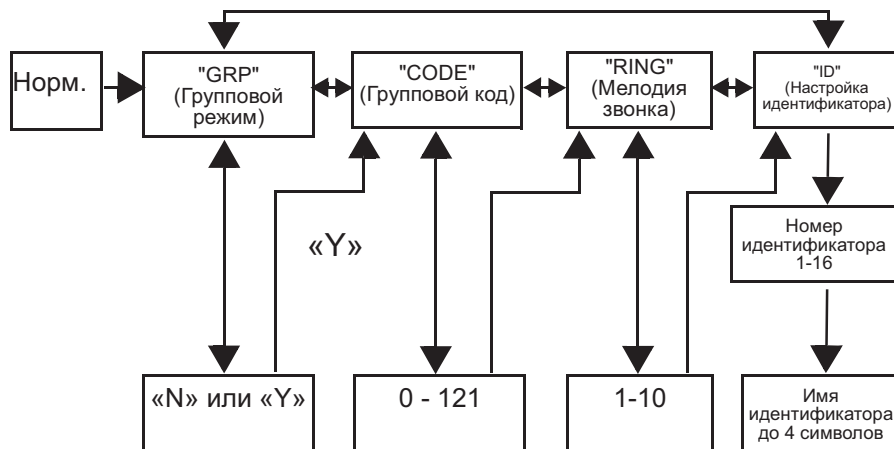 Норм.
"GRP"
(Групповой
режим)
"CODE"
(Групповой код)
"RING"
(Мелодия
звонка)
"ID"
(Настройка
идентификатора)
«Y»
Номер
идентификатора
1-16
«N» или «Y»
0 - 121
1-10
Имя
идентификатора
до 4 символов